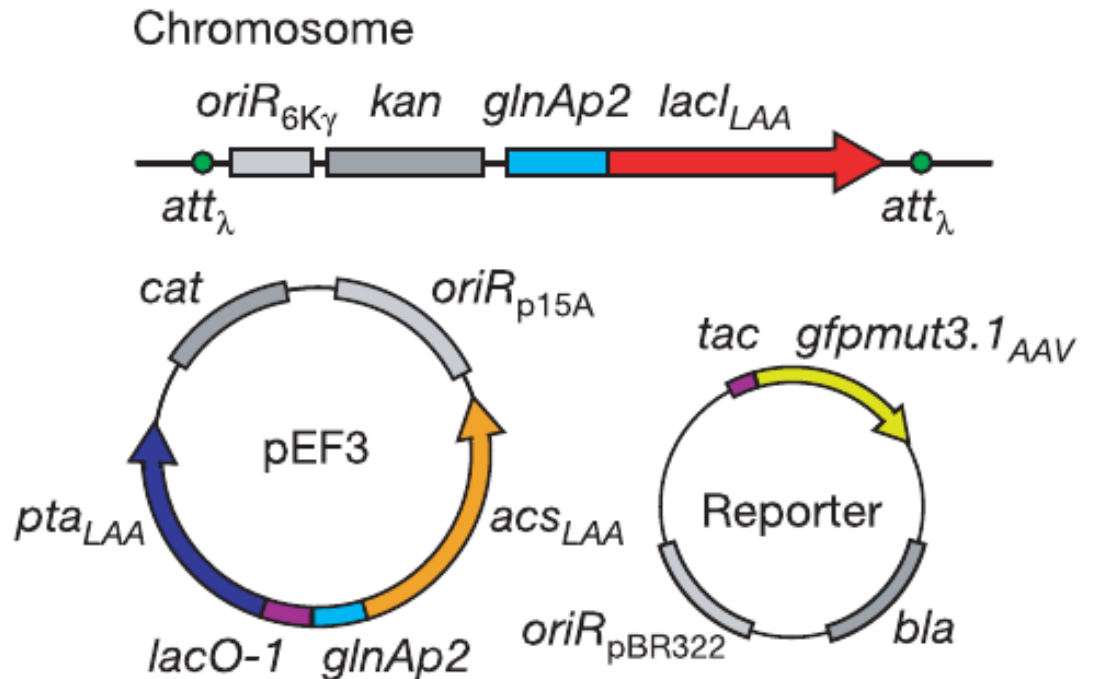 Chromosome
oriR6Kγ kan glnAp2 lacILAA
attλ attλ
cat oriRp15A
tac gfpmut3.1AAV
pEF3
ptaLAA acsLAA
Reporter
lacO-1 glnAp2
oriRpBR322 bla